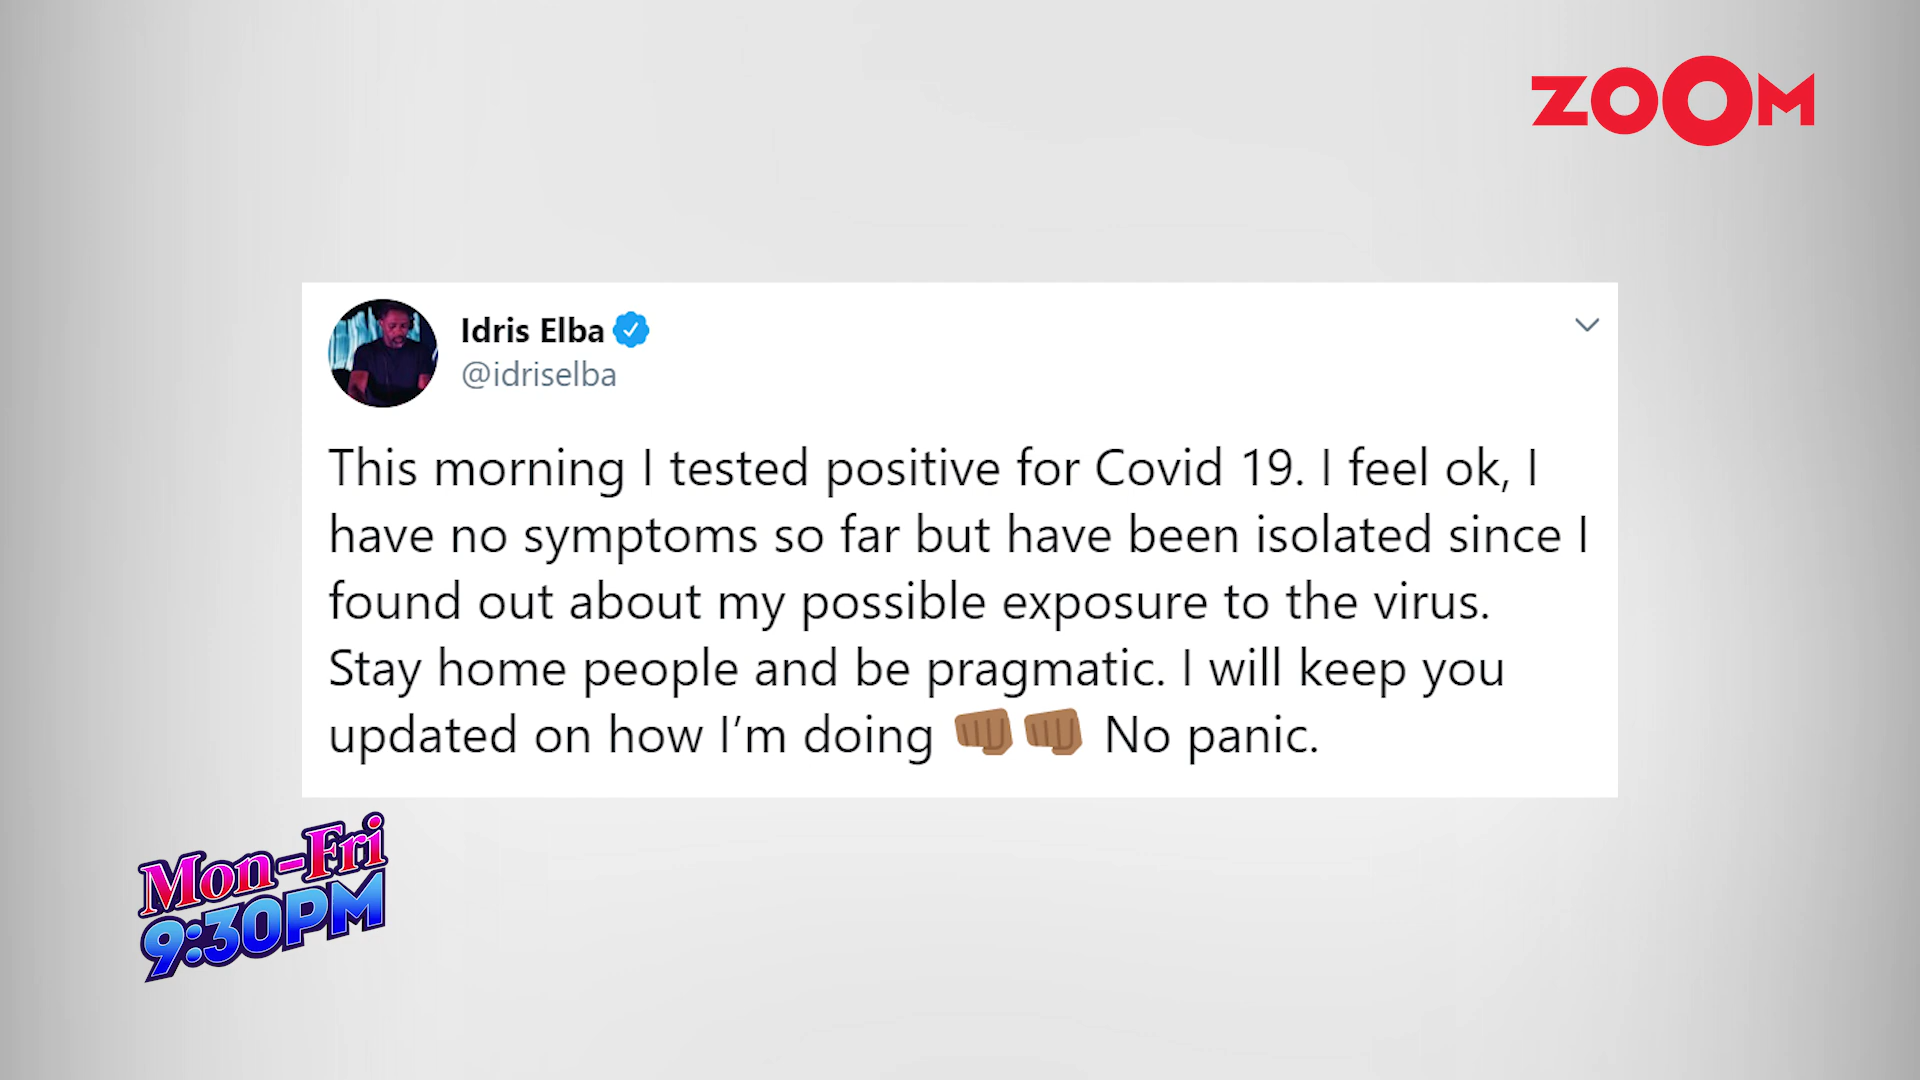 ZOOM
Idris Elba
@idriselba
This morning I tested positive for Covid 19. I feel ok, I
have no symptoms so far but have been isolated since I
found out about my possible exposure to the virus.
Stay home people and be pragmatic. I will keep you
updated on how I’m doing 👊🏾👊🏾 No panic.
Mon-Fri
9:30PM